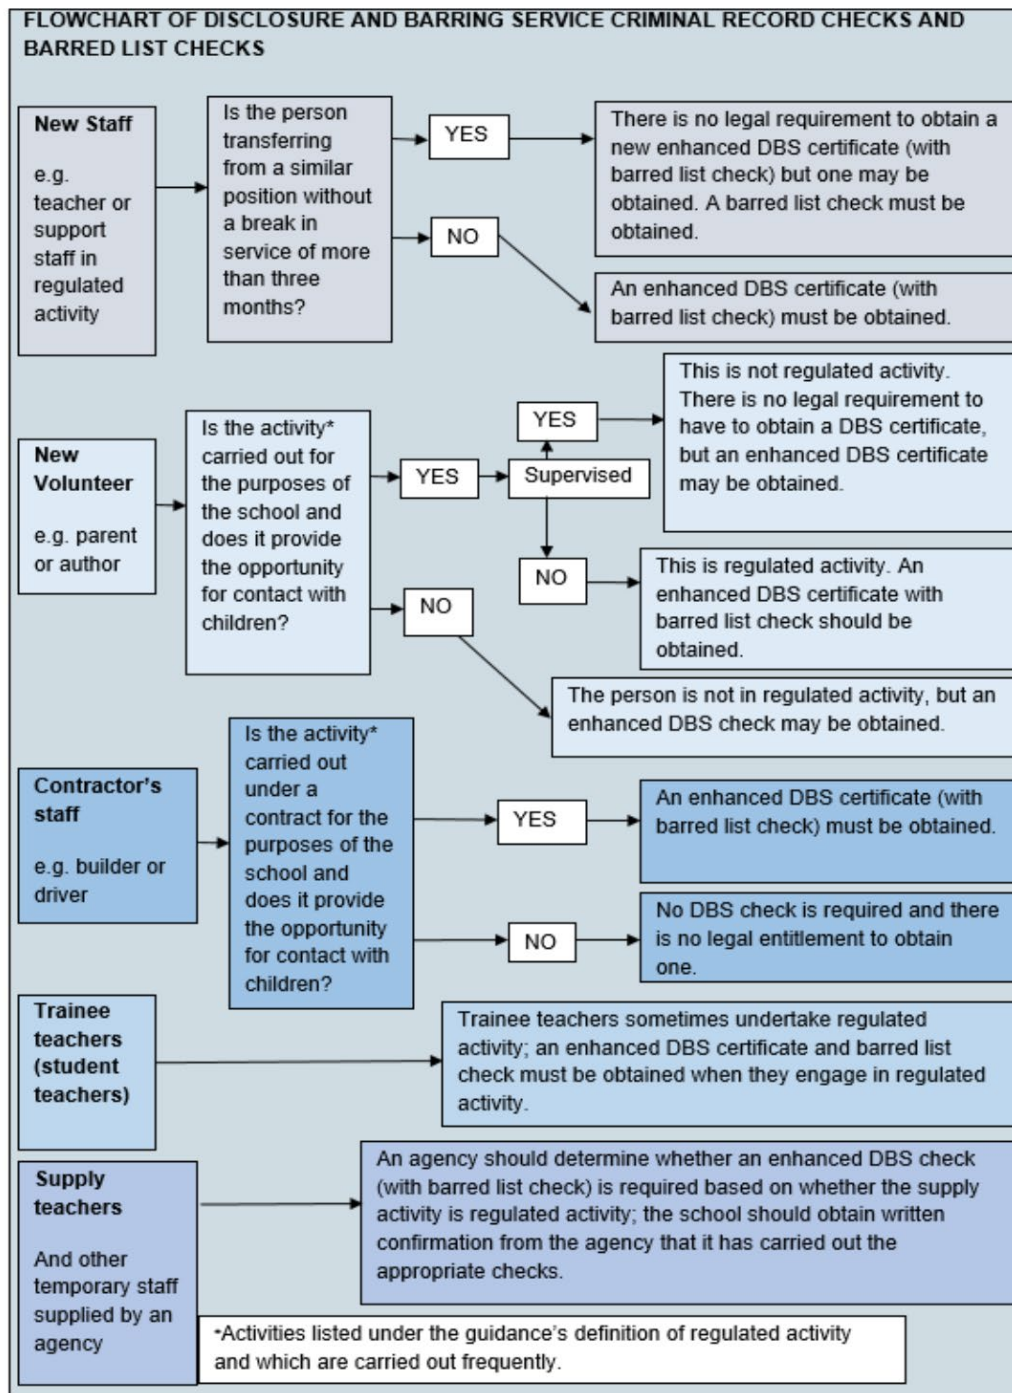 FLOWCHART OF DISCLOSURE AND BARRING SERVICE CRIMINAL RECORD CHECKS AND
BARRED LIST CHECKS
New Staff
e.g.
teacher or
support
staff in
regulated
activity
Is the person
transferring
from a similar
position without
a break in
service of more
than three
months?
YES
There is no legal requirement to obtain a
new enhanced DBS certificate (with
barred list check) but one may be
obtained. A barred list check must be
obtained.
NO
An enhanced DBS certificate (with
barred list check) must be obtained.
New
Volunteer
e.g. parent
or author
Is the activity*
carried out for
the purposes of
the school and
does it provide
the opportunity
for contact with
children?
YES
Supervised
YES
This is not regulated activity.
There is no legal requirement to
have to obtain a DBS certificate,
but an enhanced DBS certificate
may be obtained.
NO
This is regulated activity. An
enhanced DBS certificate with
barred list check should be
obtained.
NO
The person is not in regulated activity, but an
enhanced DBS check may be obtained.
Contractor's
staff
e.g. builder or
driver
Is the activity*
carried out
under a
contract for the
purposes of the
school and
does it provide
the opportunity
for contact with
children?
YES
An enhanced DBS certificate (with
barred list check) must be obtained.
NO
No DBS check is required and there
is no legal entitlement to obtain
one.
Trainee
teachers
(student
teachers)
Trainee teachers sometimes undertake regulated
activity; an enhanced DBS certificate and barred list
check must be obtained when they engage in regulated
activity.
Supply
teachers
And other
temporary staff
supplied by an
agency
An agency should determine whether an enhanced DBS check
(with barred list check) is required based on whether the supply
activity is regulated activity; the school should obtain written
confirmation from the agency that it has carried out the
appropriate checks.
*Activities listed under the guidance's definition of regulated activity
and which are carried out frequently.